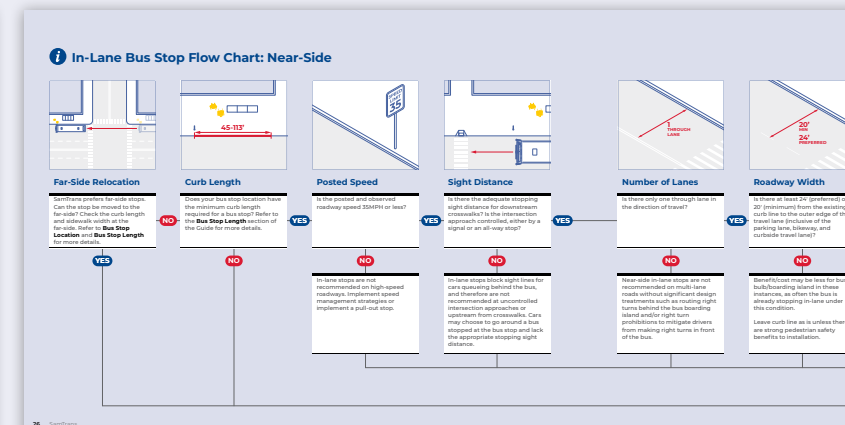 i In-Lane Bus Stop Flow Chart: Near-Side
45-113'
SPEED
LIMIT
35
1
THROUGH
LANE
20'
MIN
24'
PREFERRED
Far-Side Relocation
SamTrans prefers far-side stops.
Can the stop be moved to the
far-side? Check the curb length
and sidewalk width at the
far-side. Refer to Bus Stop
Location and Bus Stop Length
for more details.
NO
YES
Curb Length
Does your bus stop location have
the minimum curb length
required for a bus stop? Refer to
the Bus Stop Length section of
the Guide for more details.
YES
NO
Posted Speed
Is the posted and observed
roadway speed 35MPH or less?
YES
NO
In-lane stops are not
recommended on high-speed
roadways. Implement speed
management strategies or
implement a pull-out stop.
Sight Distance
Is there the adequate stopping
sight distance for downstream
crosswalks? Is the intersection
approach controlled, either by a
signal or an all-way stop?
YES
NO
In-lane stops block sight lines for
cars queueing behind the bus,
and therefore are not
recommended at uncontrolled
intersection approaches or
upstream from crosswalks. Cars
may choose to go around a bus
stopped at the bus stop and lack
the appropriate stopping sight
distance.
Number of Lanes
Is there only one through lane in
the direction of travel?
YES
NO
Near-side in-lane stops are not
recommended on multi-lane
roads without significant design
treatments such as routing right
turns behind the bus boarding
island and/or right turn
prohibitions to mitigate drivers
from making right turns in front
of the bus.
Roadway Width
Is there at least 24' (preferred) o
20' (minimum) from the existing
curb line to the outer edge of th
travel lane (inclusive of the
parking lane, bikeway, and
curbside travel lane)?
NO
Benefit/cost may be less for bus
bulb/boarding island in these
instances, as often the bus is
already stopping in-lane under
this condition.
Leave curb line as is unless there
are strong pedestrian safety
benefits to installation.
26 SamTrans